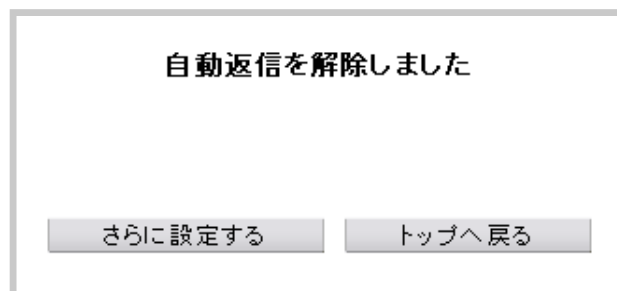 自動返信を解除しました
さらに設定する
トップへ戻る